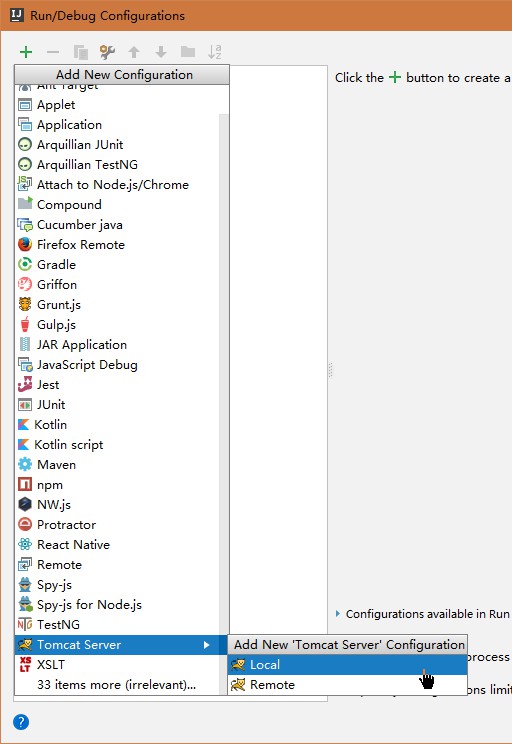 Run/Debug Configurations
Click the + button to create a
Add New Configuration
Ant Target
Applet
Application
Arquillian JUnit
Arquillian TestNG
Attach to Node.js/Chrome
Compound
Cucumber java
Firefox Remote
Gradle
Griffon
Grunt.js
Gulp.js
JAR Application
JavaScript Debug
Jest
JUnit
Kotlin
Kotlin script
Maven
npm
NW.js
Protractor
React Native
Remote
Spy-js
Spy-js for Node.js
TestNG
Tomcat Server
XSLT
33 items more (irrelevant)...
Configurations available in Run
Add New 'Tomcat Server' Configuration
Local
Remote
process
ons limit